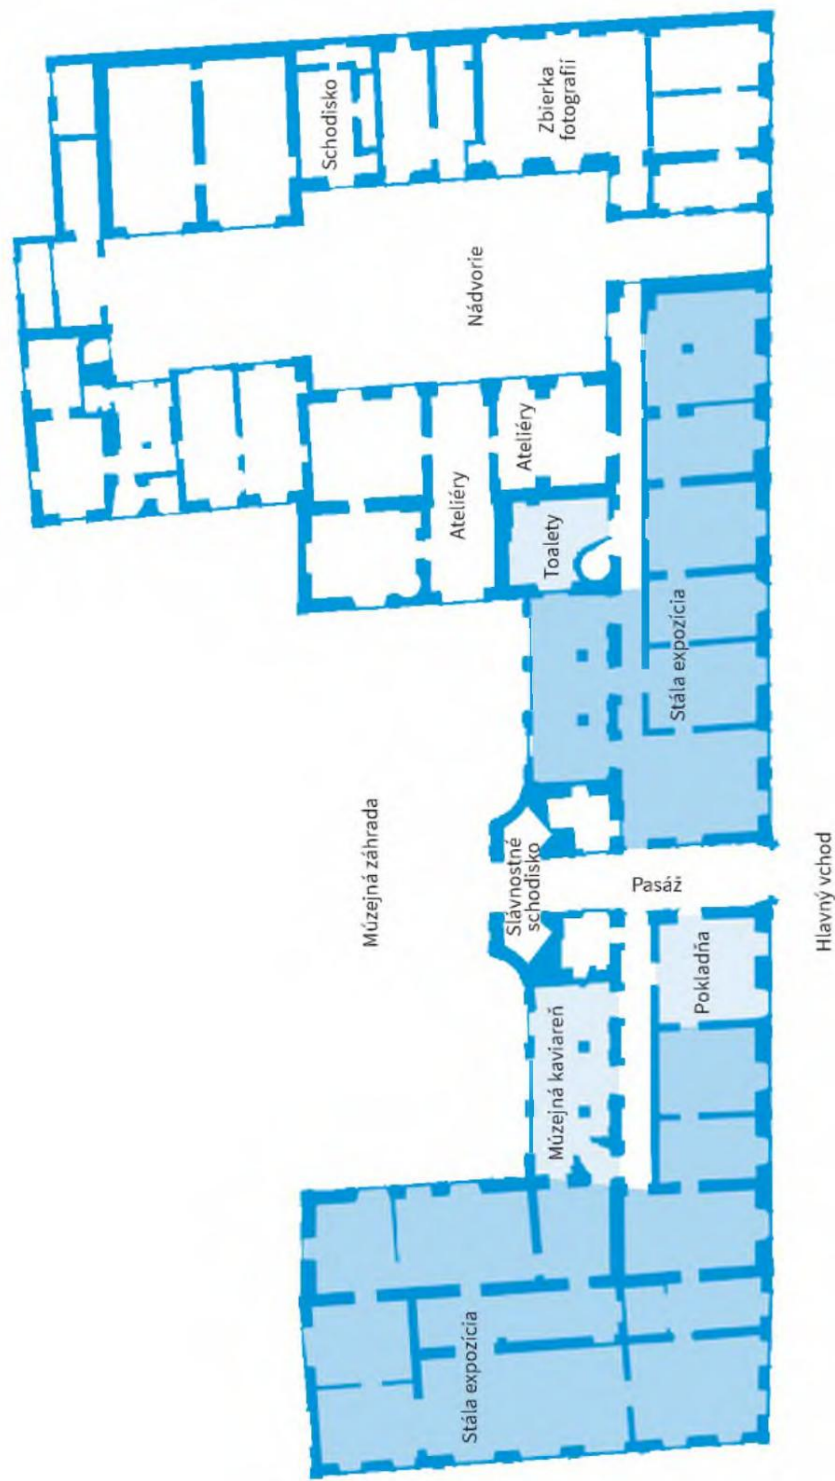 Schodisko
Múzejná záhrada
Stála expozícia
Ateliéry
Nádvorie
Slávnostné
schodisko
Ateliéry
Zbierka
fotografií
Múzejná kaviareň
Toalety
Pasáž
Stála expozícia
Pokladňa
Hlavný vchod